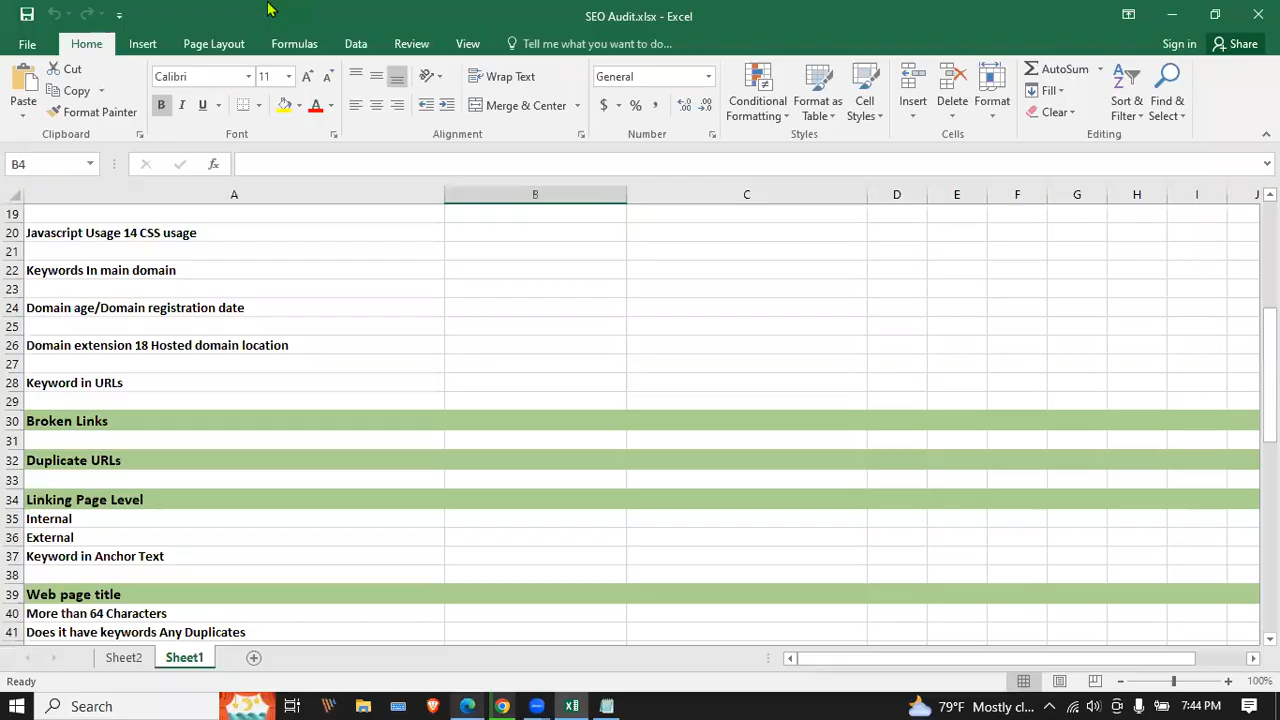 SEO Audit.xlsx - Excel
File Home Insert Page Layout Formulas Data Review View Tell me what you want to do... Sign in Share
Paste
Cut
Copy
Format Painter
Clipboard
Calibri 11
B I U A
Font
Wrap Text
Merge & Center
Alignment
General
$ % ,
Number
Conditional Formatting
Format as Table
Cell Styles
Styles
Insert
Delete
Format
Cells
AutoSum
Fill
Clear
Sort & Filter
Find & Select
Editing
B4 fx
A B C D E F G H I J
19
20 Javascript Usage 14 CSS usage
21
22 Keywords In main domain
23
24 Domain age/Domain registration date
25
26 Domain extension 18 Hosted domain location
27
28 Keyword in URLs
29
30 Broken Links
31
32 Duplicate URLs
33
34 Linking Page Level
35 Internal
36 External
37 Keyword in Anchor Text
38
39 Web page title
40 More than 64 Characters
41 Does it have keywords Any Duplicates
Sheet2 Sheet1
Ready 100%
Search 79°F Mostly cl... 7:44 PM